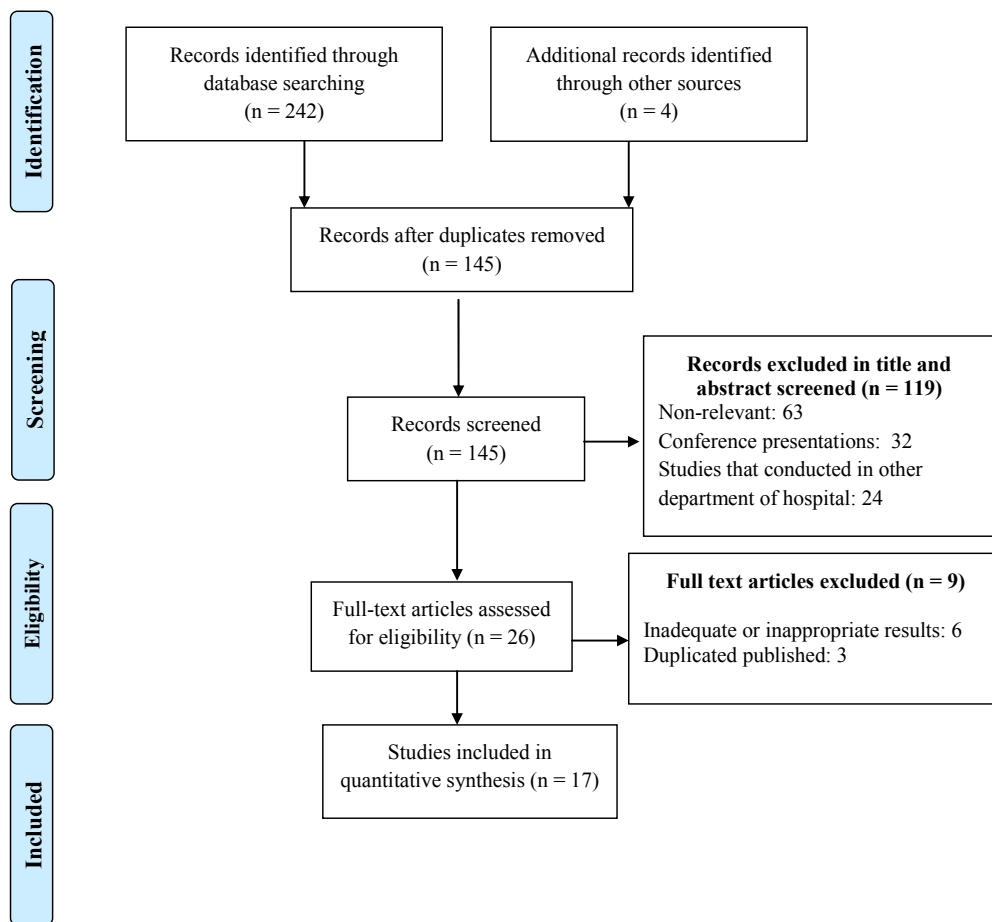 Identification
Records identified through
database searching
(n = 242)
Additional records identified
through other sources
(n = 4)
Records after duplicates removed
(n = 145)
Screening
Records screened
(n = 145)
Records excluded in title and
abstract screened (n = 119)
Non-relevant: 63
Conference presentations: 32
Studies that conducted in other
department of hospital: 24
Eligibility
Full-text articles assessed
for eligibility (n = 26)
Full text articles excluded (n = 9)
Inadequate or inappropriate results: 6
Duplicated published: 3
Included
Studies included in
quantitative synthesis (n = 17)